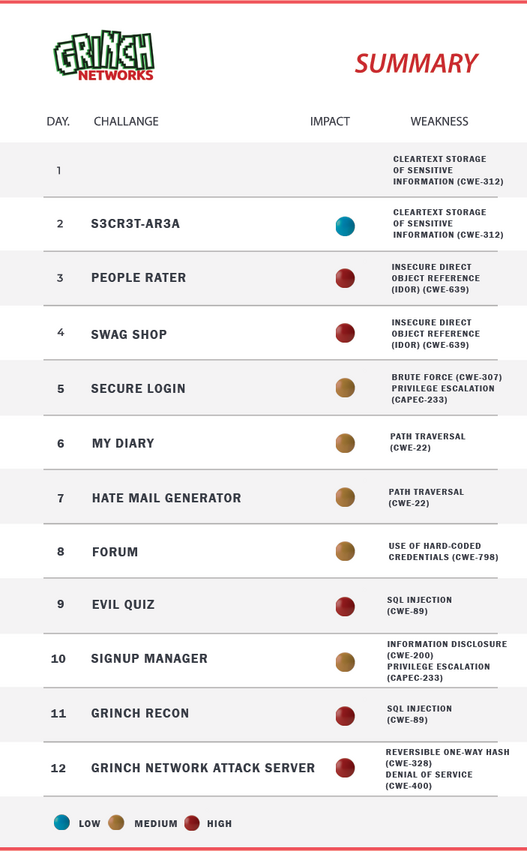 GRINCH
NETWORKS
SUMMARY
DAY. CHALLANGE IMPACT WEAKNESS
1 CLEARTEXT STORAGE
OF SENSITIVE
INFORMATION (CWE-312)
2 S3CR3T-AR3A CLEARTEXT STORAGE
OF SENSITIVE
INFORMATION (CWE-312)
3 PEOPLE RATER INSECURE DIRECT
OBJECT REFERENCE
(IDOR) (CWE-639)
4 SWAG SHOP INSECURE DIRECT
OBJECT REFERENCE
(IDOR) (CWE-639)
5 SECURE LOGIN BRUTE FORCE (CWE-307)
PRIVILEGE ESCALATION
(CAPEC-233)
6 MY DIARY PATH TRAVERSAL
(CWE-22)
7 HATE MAIL GENERATOR PATH TRAVERSAL
(CWE-22)
8 FORUM USE OF HARD-CODED
CREDENTIALS (CWE-798)
9 EVIL QUIZ SQL INJECTION
(CWE-89)
10 SIGNUP MANAGER INFORMATION DISCLOSURE
(CWE-200)
PRIVILEGE ESCALATION
(CAPEC-233)
11 GRINCH RECON SQL INJECTION
(CWE-89)
12 GRINCH NETWORK ATTACK SERVER REVERSIBLE ONE-WAY HASH
(CWE-328)
DENIAL OF SERVICE
(CWE-400)
LOW MEDIUM HIGH